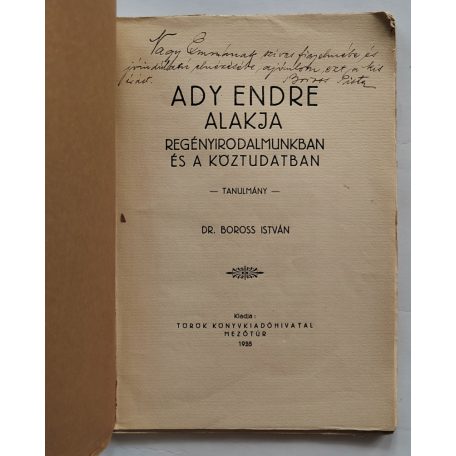 Nagy Emmának szíves figyelmébe és
jóindulatú elnézésébe ajánlom ezt a kis
írást. Boross Pista
ADY ENDRE
ALAKJA
REGÉNYIRODALMUNKBAN
ÉS A KÖZTUDATBAN
— TANULMÁNY —
DR. BOROSS ISTVÁN
Kiadja:
TÖRÖK KÖNYVKIADÓHIVATAL
MEZŐTÚR
1935